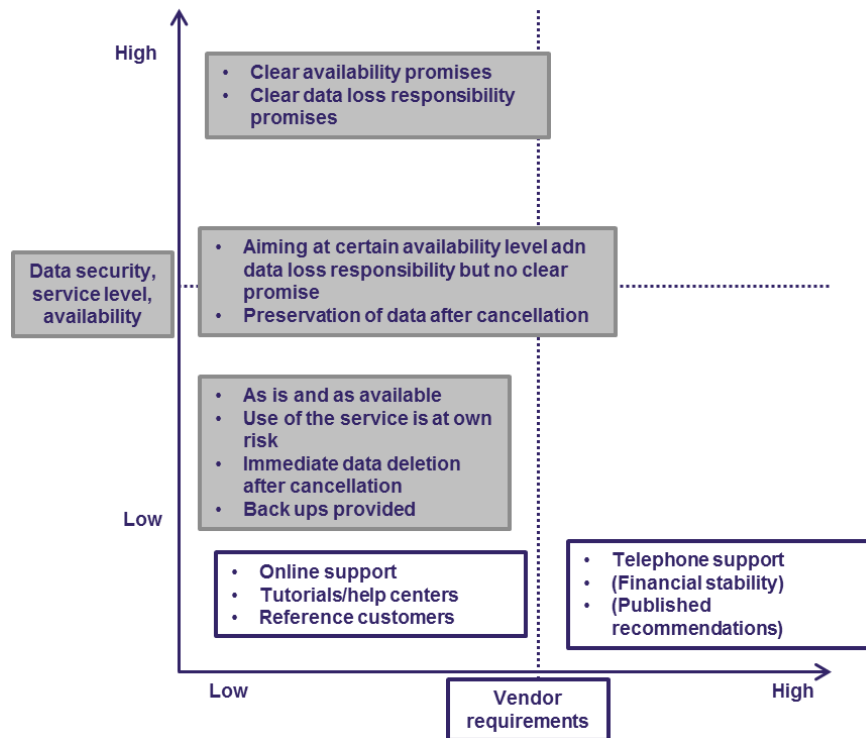 High
• Clear availability promises
• Clear data loss responsibility
promises
Data security,
service level,
availability
• Aiming at certain availability level adn
data loss responsibility but no clear
promise
• Preservation of data after cancellation
• As is and as available
• Use of the service is at own
risk
• Immediate data deletion
after cancellation
• Back ups provided
Low
• Online support
• Tutorials/help centers
• Reference customers
• Telephone support
• (Financial stability)
• (Published
recommendations)
Low
Vendor
requirements
High